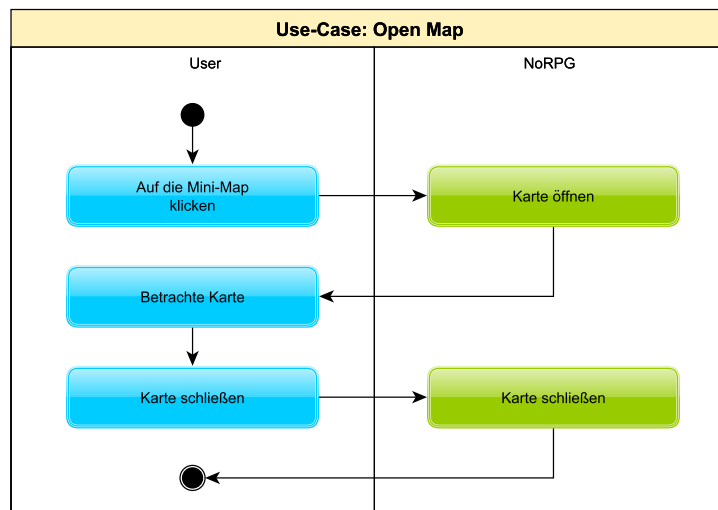 Use-Case: Open Map
User
NoRPG
Auf die Mini-Map
klicken
Karte öffnen
Betrachte Karte
Karte schließen
Karte schließen